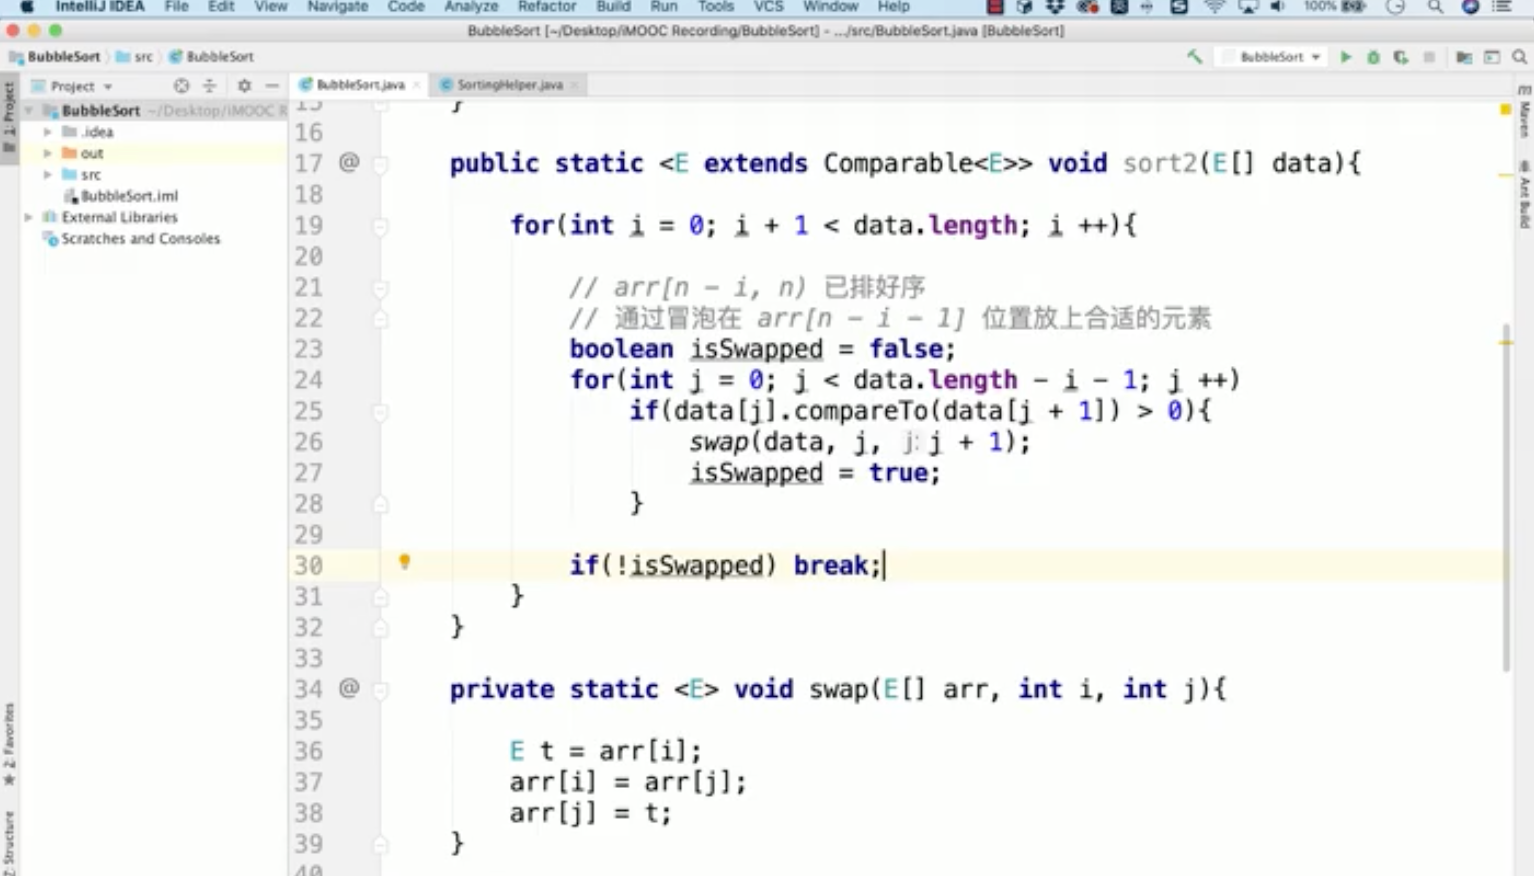 IntelliJ IDEA File Edit View Navigate Code Analyze Refactor Build Run Tools VCS Window Help 100%
BubbleSort [~/Desktop/iMOOC Recording/BubbleSort] - .../src/BubbleSort.java [BubbleSort]
BubbleSort src BubbleSort BubbleSort
Project BubbleSort.java SortingHelper.java
1: Project
BubbleSort ~/Desktop/iMOOC R
.idea
out
src
BubbleSort.iml
External Libraries
Scratches and Consoles
2: Favorites
Z: Structure
Maven
Ant Build
15 }
16
17 @ public static <E extends Comparable<E>> void sort2(E[] data){
18
19 for(int i = 0; i + 1 < data.length; i ++){
20
21 // arr[n - i, n) 已排好序
22 // 通过冒泡在 arr[n - i - 1] 位置放上合适的元素
23 boolean isSwapped = false;
24 for(int j = 0; j < data.length - i - 1; j ++)
25 if(data[j].compareTo(data[j + 1]) > 0){
26 swap(data, j, j: j + 1);
27 isSwapped = true;
28 }
29
30 if(!isSwapped) break;
31 }
32 }
33
34 @ private static <E> void swap(E[] arr, int i, int j){
35
36 E t = arr[i];
37 arr[i] = arr[j];
38 arr[j] = t;
39 }
40